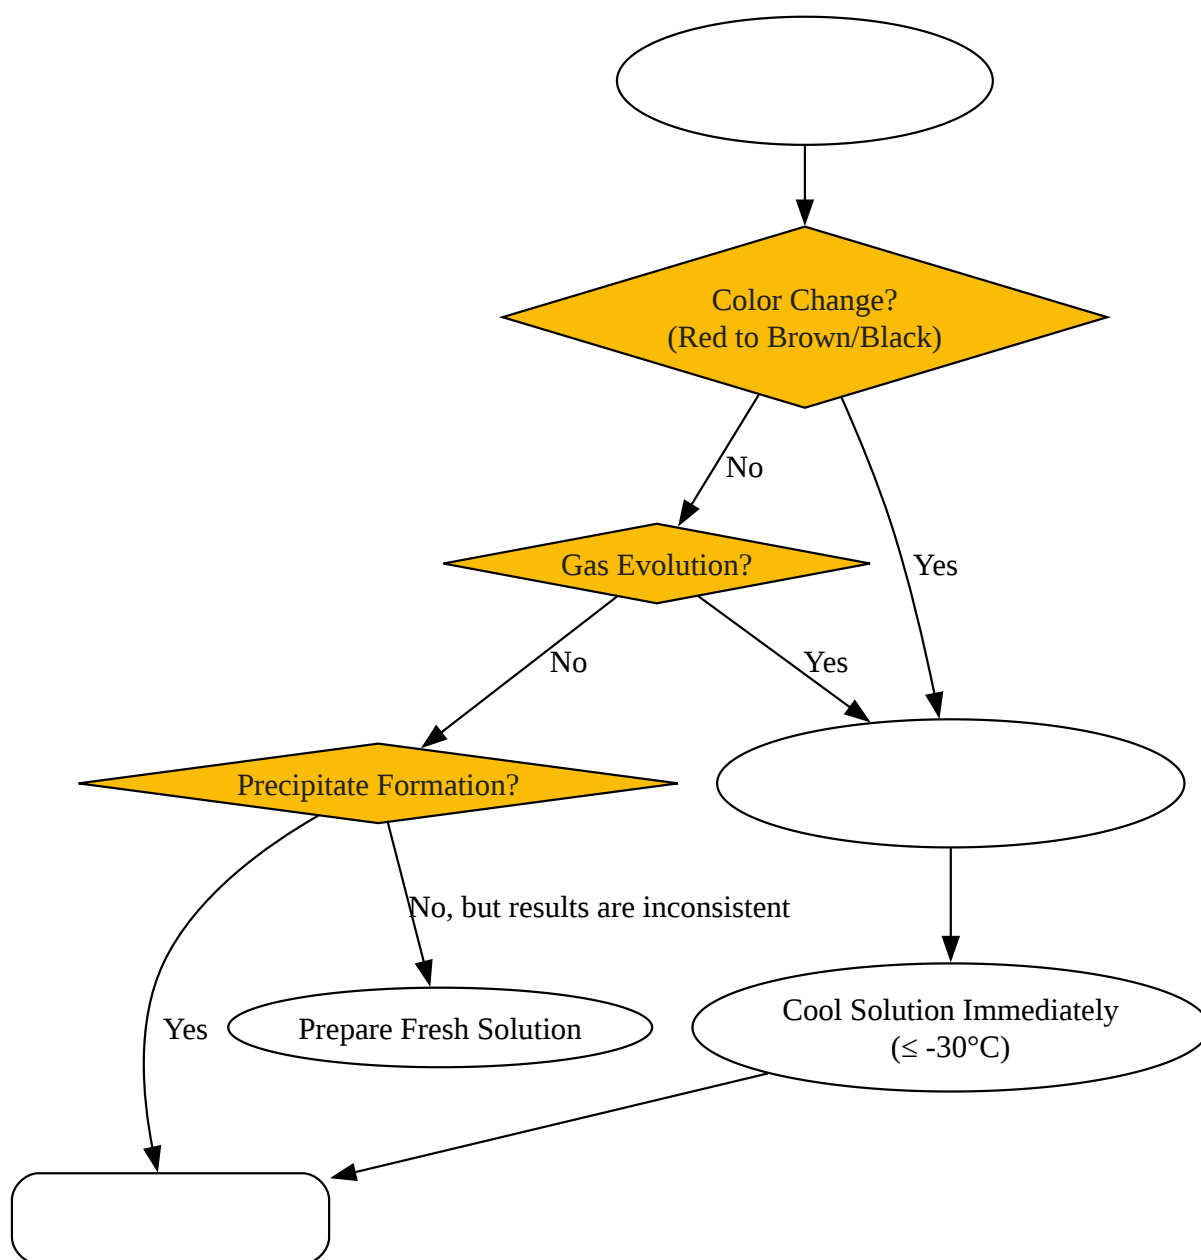 Color Change?
(Red to Brown/Black)
No
Gas Evolution?
Yes
No
Yes
Precipitate Formation?
No, but results are inconsistent
Cool Solution Immediately
(≤ -30°C)
Yes
Prepare Fresh Solution